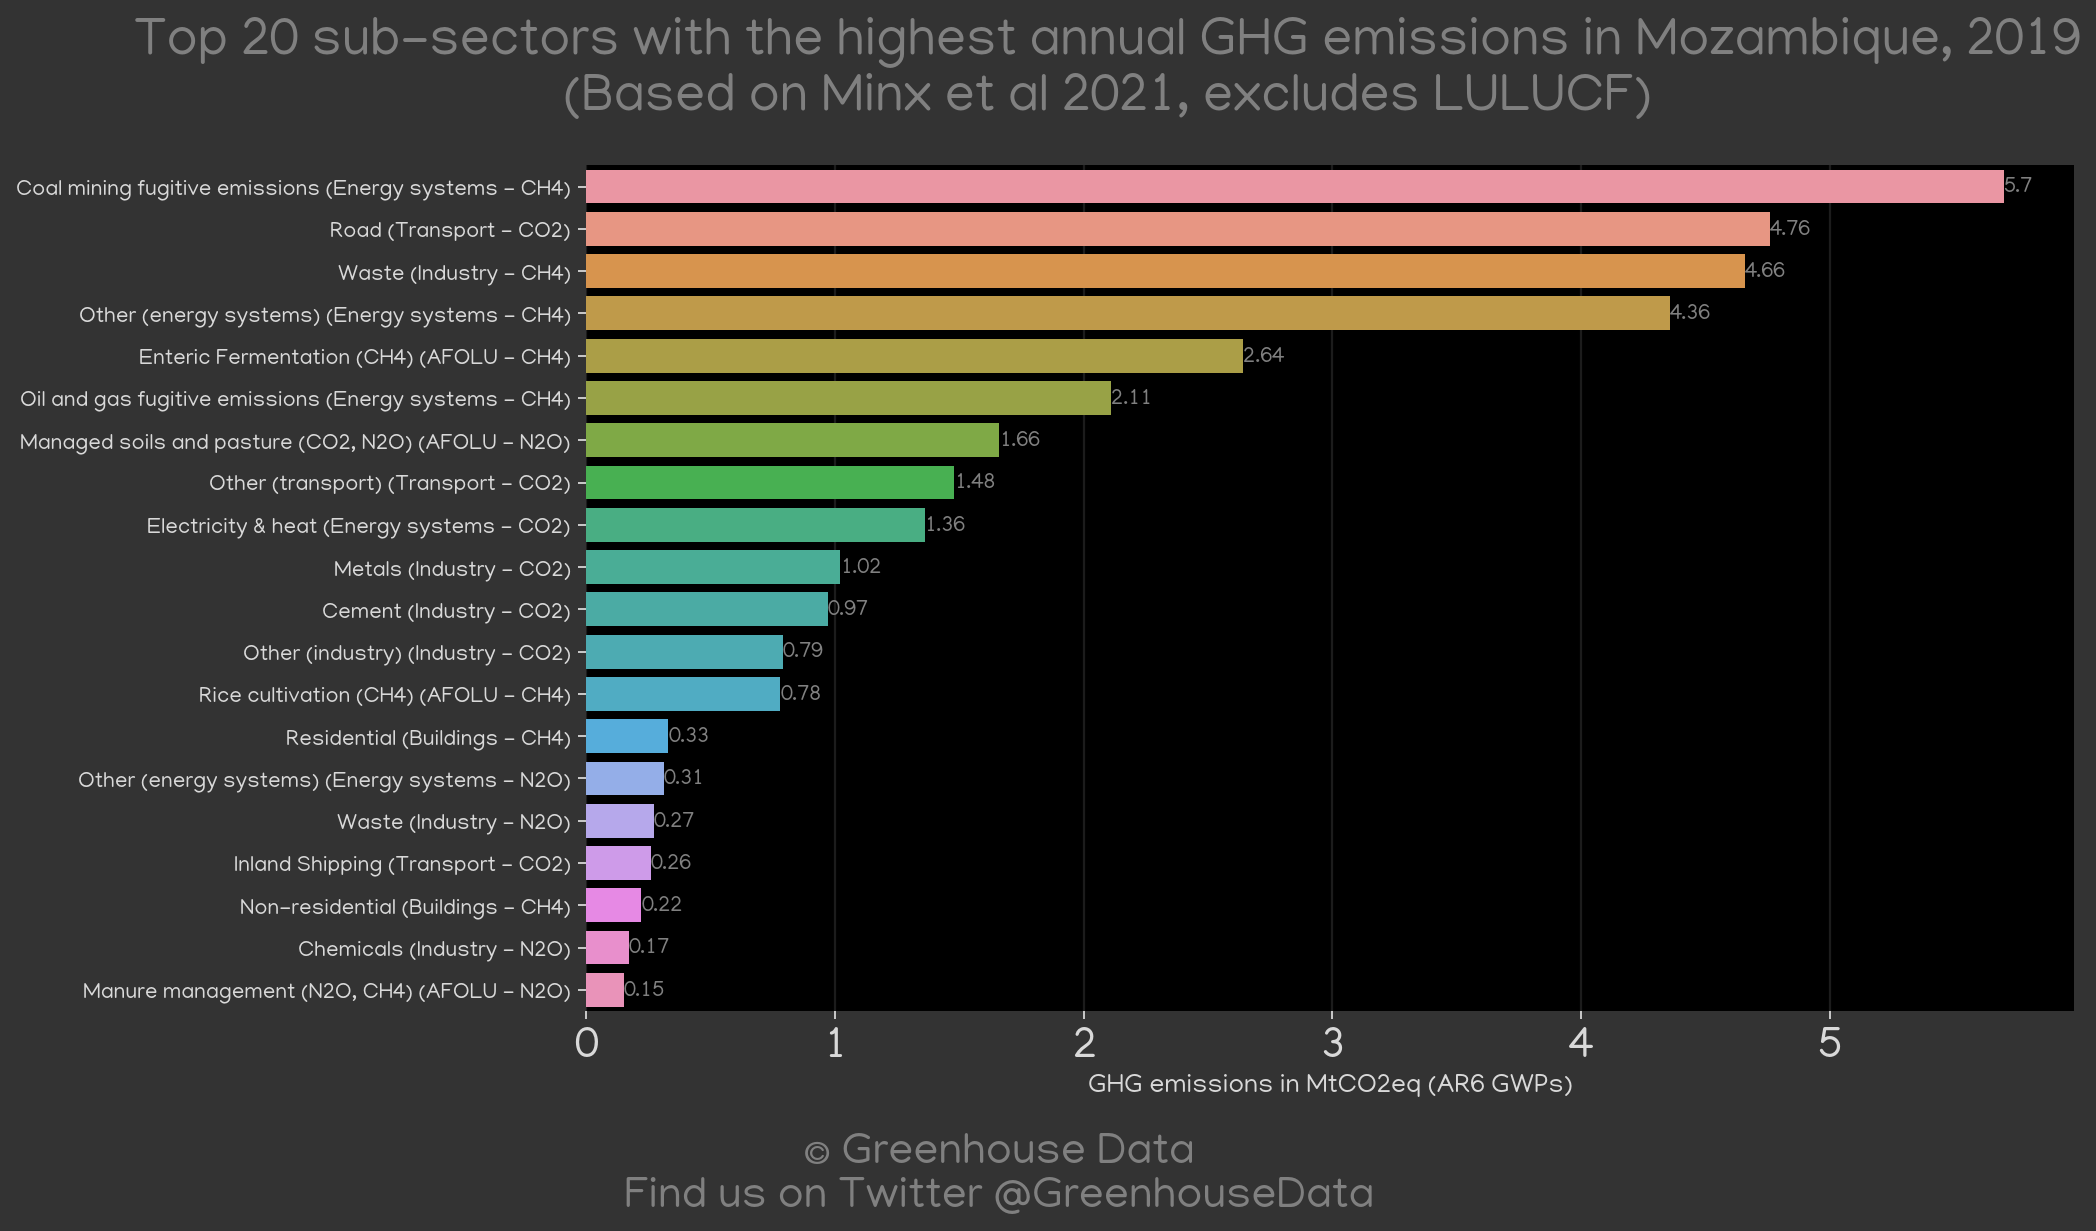 Top 20 sub-sectors with the highest annual GHG emissions in Mozambique, 2019
(Based on Minx et al 2021, excludes LULUCF)
Coal mining fugitive emissions (Energy systems - CH4) 5.7
Road (Transport - CO2) 4.76
Waste (Industry - CH4) 4.66
Other (energy systems) (Energy systems - CH4) 4.36
Enteric Fermentation (CH4) (AFOLU - CH4) 2.64
Oil and gas fugitive emissions (Energy systems - CH4) 2.11
Managed soils and pasture (CO2, N2O) (AFOLU - N2O) 1.66
Other (transport) (Transport - CO2) 1.48
Electricity & heat (Energy systems - CO2) 1.36
Metals (Industry - CO2) 1.02
Cement (Industry - CO2) 0.97
Other (industry) (Industry - CO2) 0.79
Rice cultivation (CH4) (AFOLU - CH4) 0.78
Residential (Buildings - CH4) 0.33
Other (energy systems) (Energy systems - N2O) 0.31
Waste (Industry - N2O) 0.27
Inland Shipping (Transport - CO2) 0.26
Non-residential (Buildings - CH4) 0.22
Chemicals (Industry - N2O) 0.17
Manure management (N2O, CH4) (AFOLU - N2O) 0.15
0 1 2 3 4 5
GHG emissions in MtCO2eq (AR6 GWPs)
© Greenhouse Data
Find us on Twitter @GreenhouseData